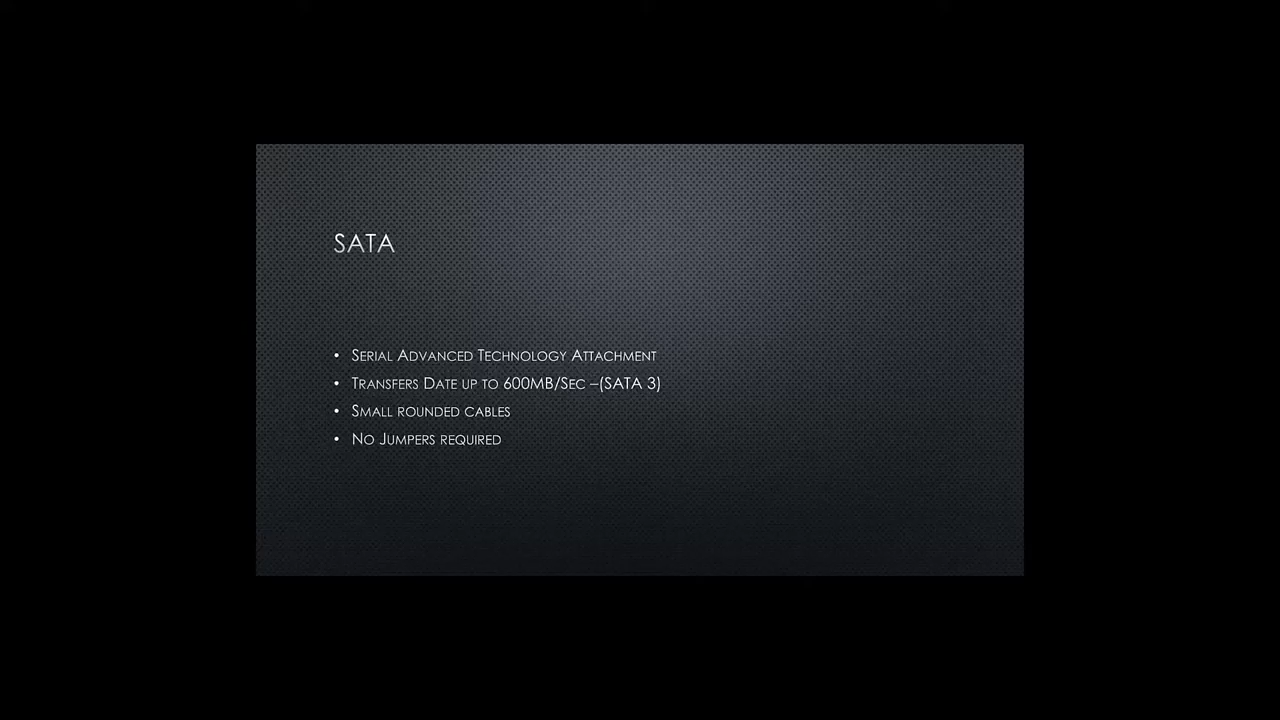 SATA
• Serial Advanced Technology Attachment
• Transfers Date up to 600MB/Sec –(SATA 3)
• Small rounded cables
• No Jumpers required